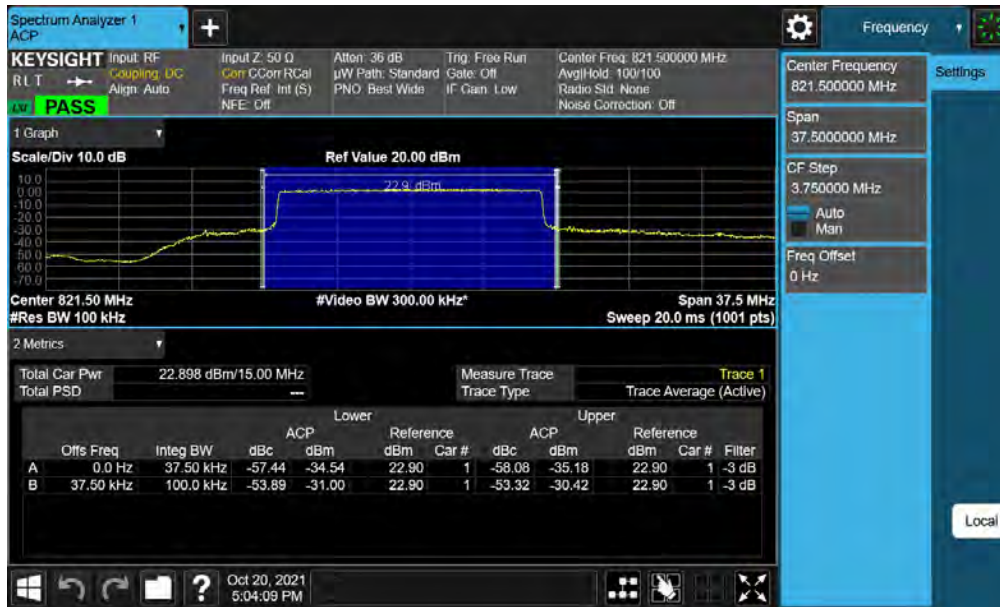 Spectrum Analyzer 1
ACP
+
Frequency
KEYSIGHT Input: RF Input Z: 50 Ω Atten: 36 dB Trig: Free Run Center Freq: 821.500000 MHz
RLT Coupling: DC Corr CCorr RCal µW Path: Standard Gate: Off Avg|Hold: 100/100
Align: Auto Freq Ref: Int (S) PNO: Best Wide IF Gain: Low Radio Std: None
LXI PASS NFE: Off Noise Correction: Off
Center Frequency
821.500000 MHz
Settings
Span
37.5000000 MHz
CF Step
3.750000 MHz
Auto
Man
Freq Offset
0 Hz
Local
1 Graph
Scale/Div 10.0 dB Ref Value 20.00 dBm
22.9 dBm
10.0
0.00
-10.0
-20.0
-30.0
-40.0
-50.0
-60.0
-70.0
Center 821.50 MHz #Video BW 300.00 kHz* Span 37.5 MHz
#Res BW 100 kHz Sweep 20.0 ms (1001 pts)
2 Metrics
Total Car Pwr 22.898 dBm/15.00 MHz Measure Trace Trace 1
Total PSD --- Trace Type Trace Average (Active)
Lower Upper
ACP Reference ACP Reference
Offs Freq Integ BW dBc dBm dBm Car # dBc dBm dBm Car # Filter
A 0.0 Hz 37.50 kHz -57.44 -34.54 22.90 1 -58.08 -35.18 22.90 1 -3 dB
B 37.50 kHz 100.0 kHz -53.89 -31.00 22.90 1 -53.32 -30.42 22.90 1 -3 dB
? Oct 20, 2021
5:04:09 PM